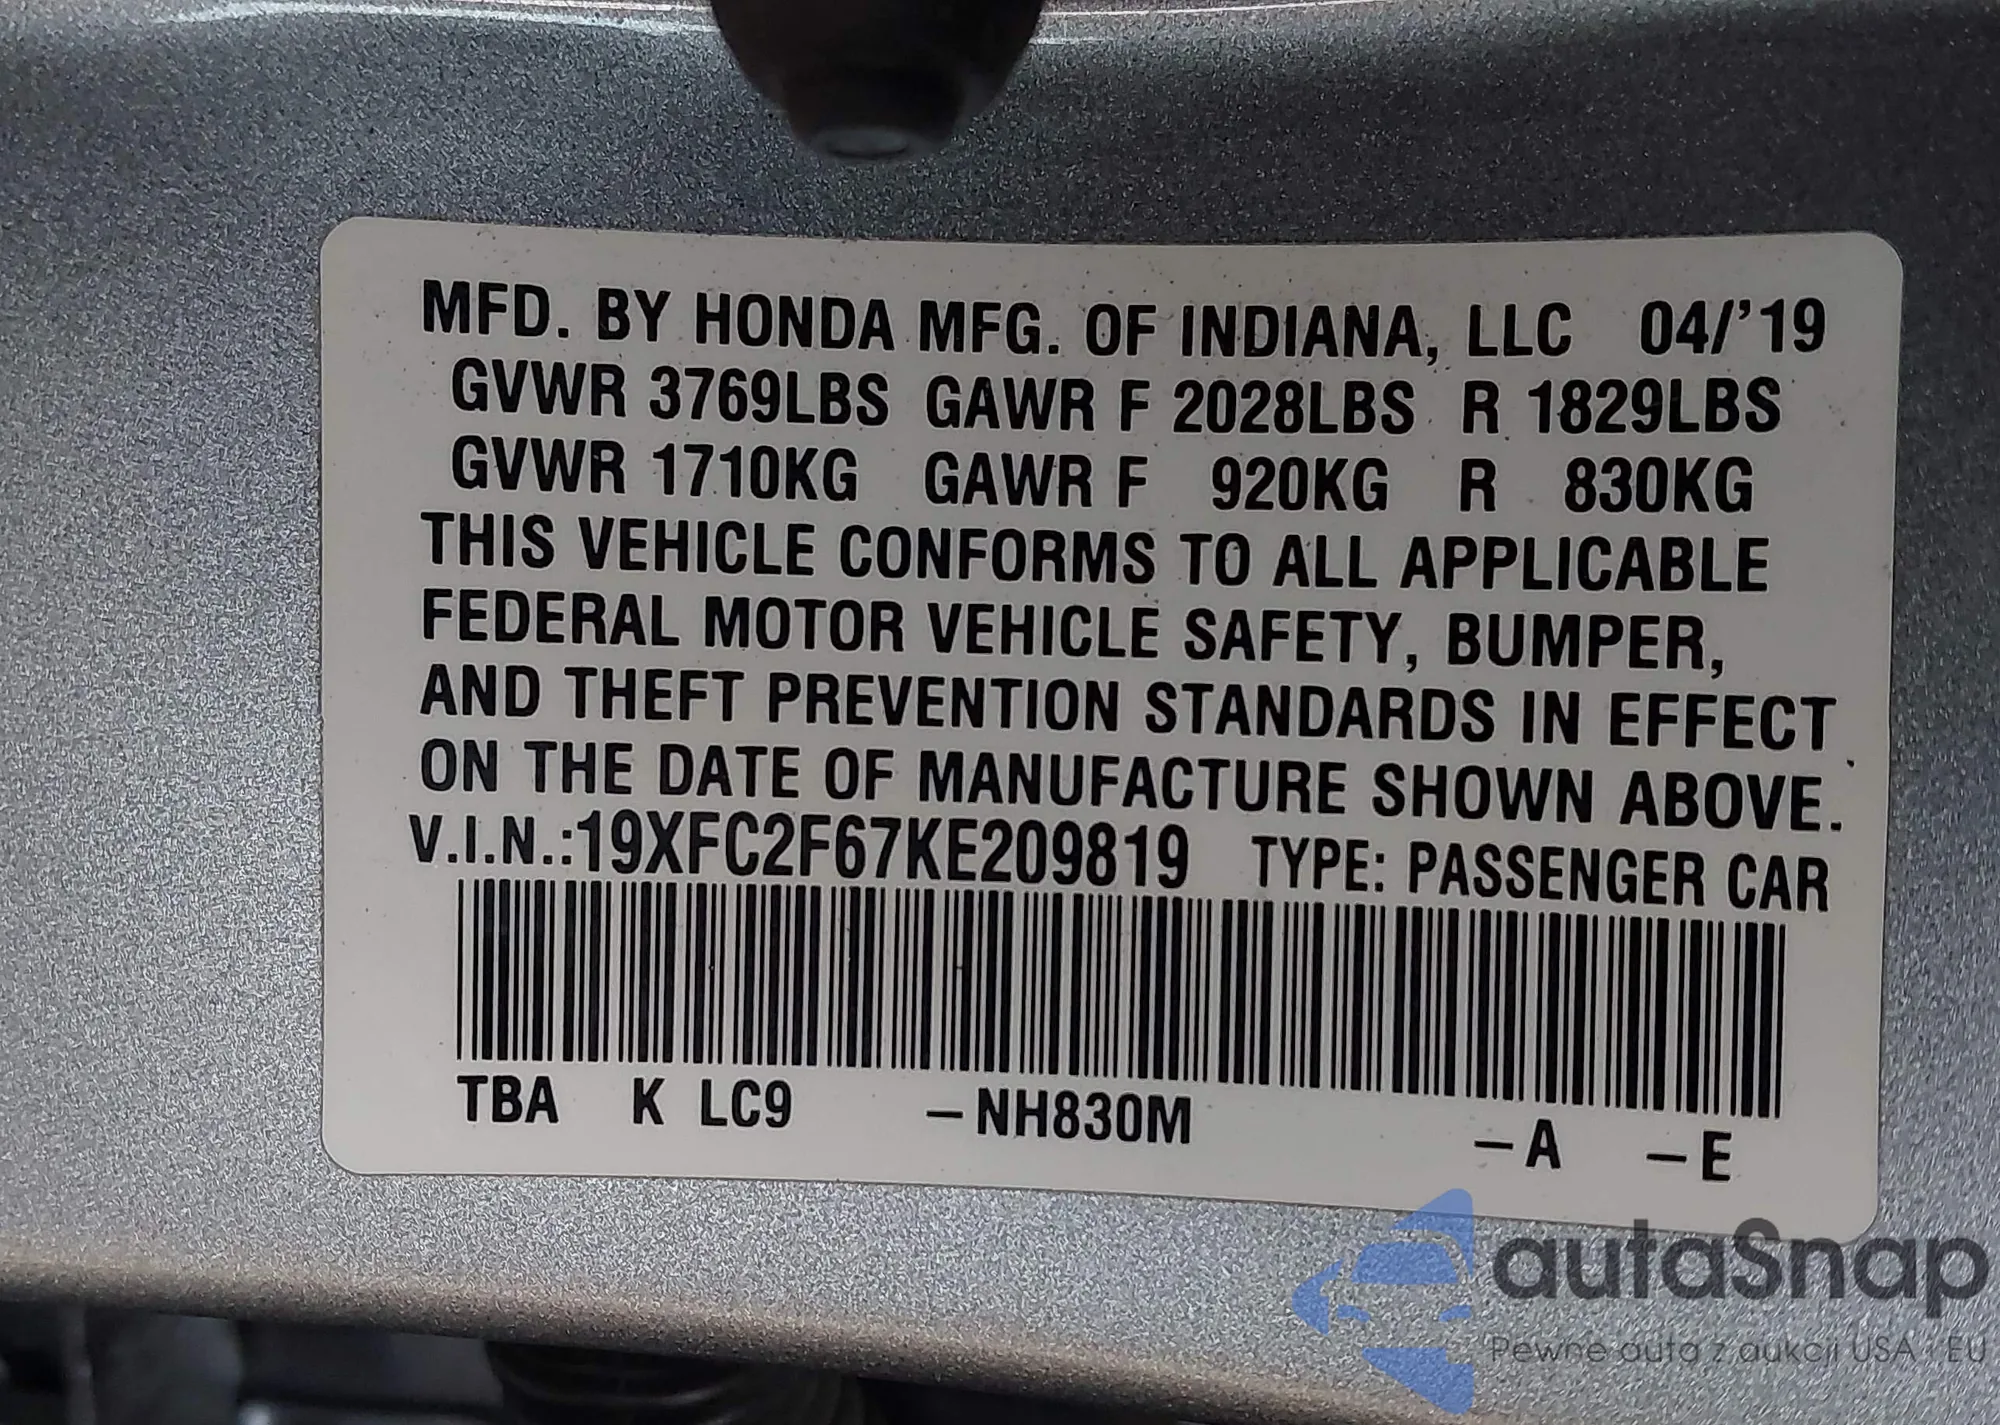 MFD. BY HONDA MFG. OF INDIANA, LLC 04/'19
GVWR 3769LBS GAWR F 2028LBS R 1829LBS
GVWR 1710KG GAWR F 920KG R 830KG
THIS VEHICLE CONFORMS TO ALL APPLICABLE
FEDERAL MOTOR VEHICLE SAFETY, BUMPER,
AND THEFT PREVENTION STANDARDS IN EFFECT
ON THE DATE OF MANUFACTURE SHOWN ABOVE.
V.I.N.:19XFC2F67KE209819 TYPE: PASSENGER CAR
TBA K LC9 –NH830M –A –E
autaSnap
Pewne auta z aukcji USA i EU